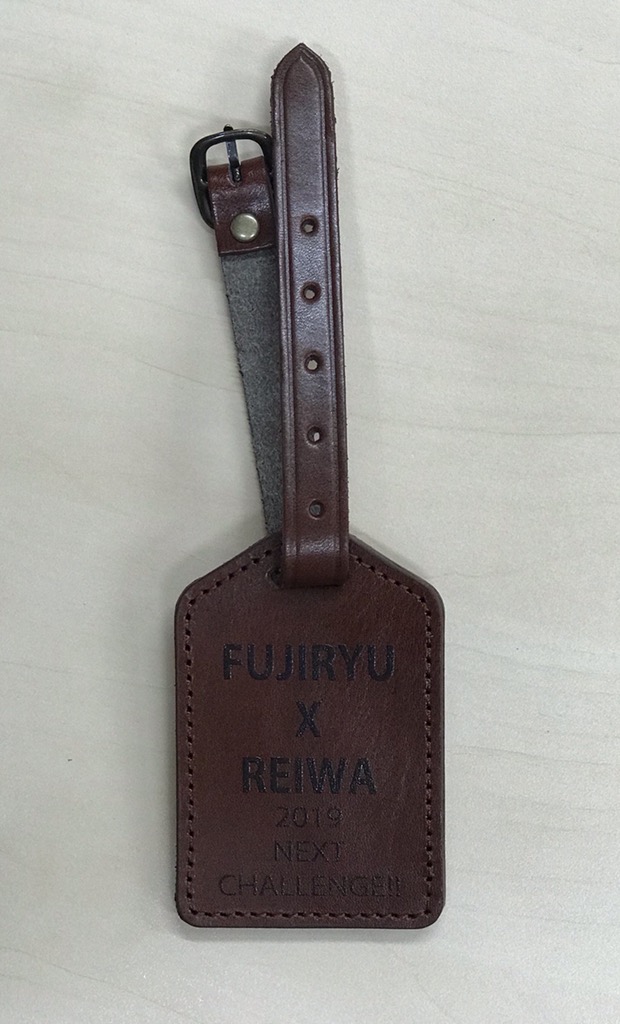 FUJIRYU
X
REIWA
2019
NEXT
CHALLENGE!!